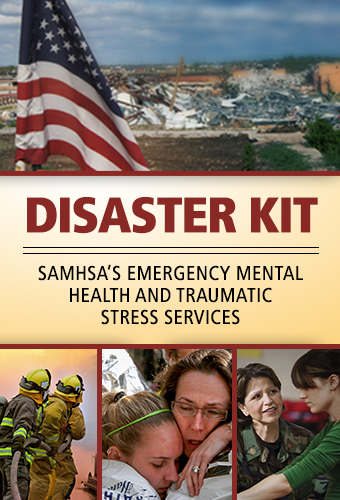 DISASTER KIT
SAMHSA'S EMERGENCY MENTAL
HEALTH AND TRAUMATIC
STRESS SERVICES